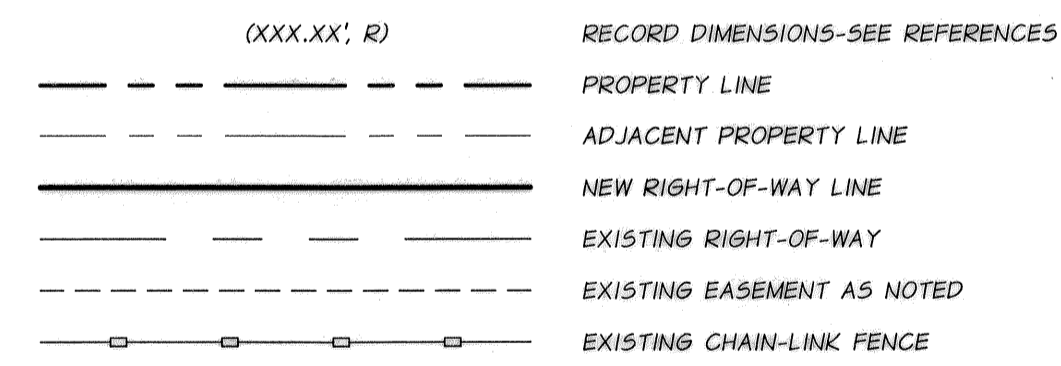 (XXX.XX', R) RECORD DIMENSIONS-SEE REFERENCES
PROPERTY LINE
ADJACENT PROPERTY LINE
NEW RIGHT-OF-WAY LINE
EXISTING RIGHT-OF-WAY
EXISTING EASEMENT AS NOTED
EXISTING CHAIN-LINK FENCE